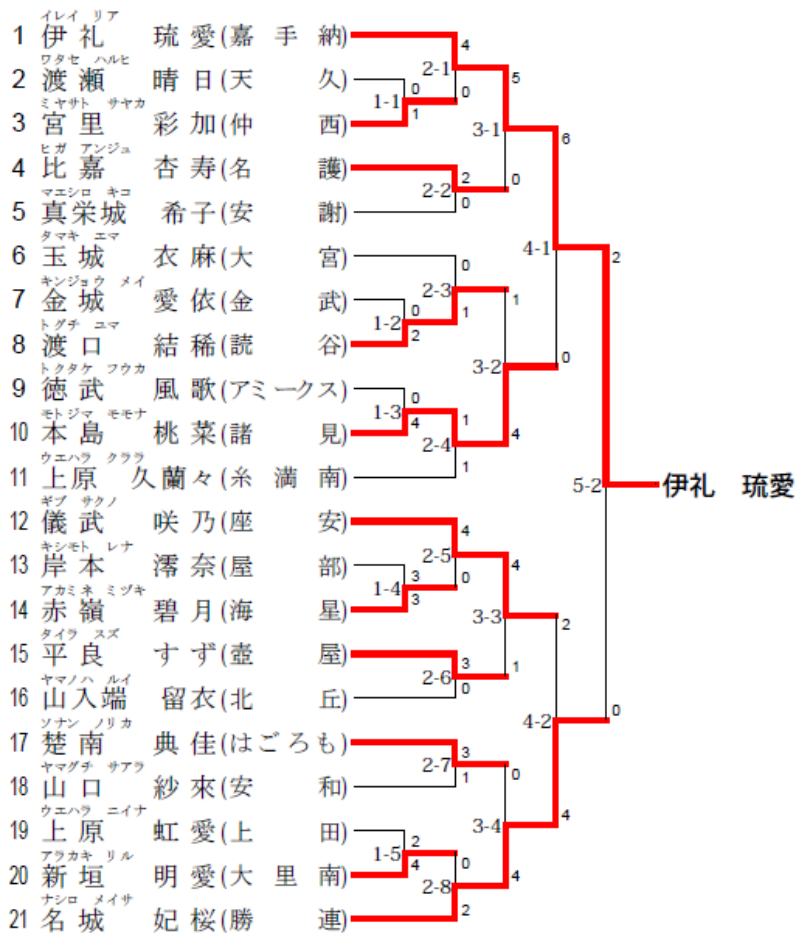 イレイ リア
1 伊礼 琉愛(嘉手納)
ワタセ ハルヒ
2 渡瀬 晴日(天久)
ミヤサト サヤカ
3 宮里 彩加(仲西)
ヒガ アンジュ
4 比嘉 杏寿(名護)
マエシロ キコ
5 真栄城 希子(安謝)
タマキ エマ
6 玉城 衣麻(大宮)
キンジョウ メイ
7 金城 愛依(金武)
トグチ ユマ
8 渡口 結稀(読谷)
トクタケ フウカ
9 徳武 風歌(アミークス)
モトジマ モモナ
10 本島 桃菜(諸見)
ウエハラ クララ
11 上原 久蘭々(糸満南)
ギブ サクノ
12 儀武 咲乃(座安)
キシモト レナ
13 岸本 澪奈(屋部)
アカミネ ミヅキ
14 赤嶺 碧月(海星)
タイラ スズ
15 平良 すず(壺屋)
ヤマノハ ルイ
16 山入端 留衣(北丘)
ソナン ノリカ
17 楚南 典佳(はごろも)
ヤマグチ サアラ
18 山口 紗來(安和)
ウエハラ ニイナ
19 上原 虹愛(上田)
アラカキ リル
20 新垣 明愛(大里南)
ナシロ メイサ
21 名城 妃桜(勝連)
1-1
0
1
1-2
0
2
1-3
0
4
1-4
3
3
1-5
2
4
2-1
4
0
2-2
2
0
2-3
0
1
2-4
1
1
2-5
4
0
2-6
3
0
2-7
3
1
2-8
0
2
3-1
5
0
3-2
1
4
3-3
4
1
3-4
0
4
4-1
6
0
4-2
2
4
5-2
2
0
伊礼 琉愛